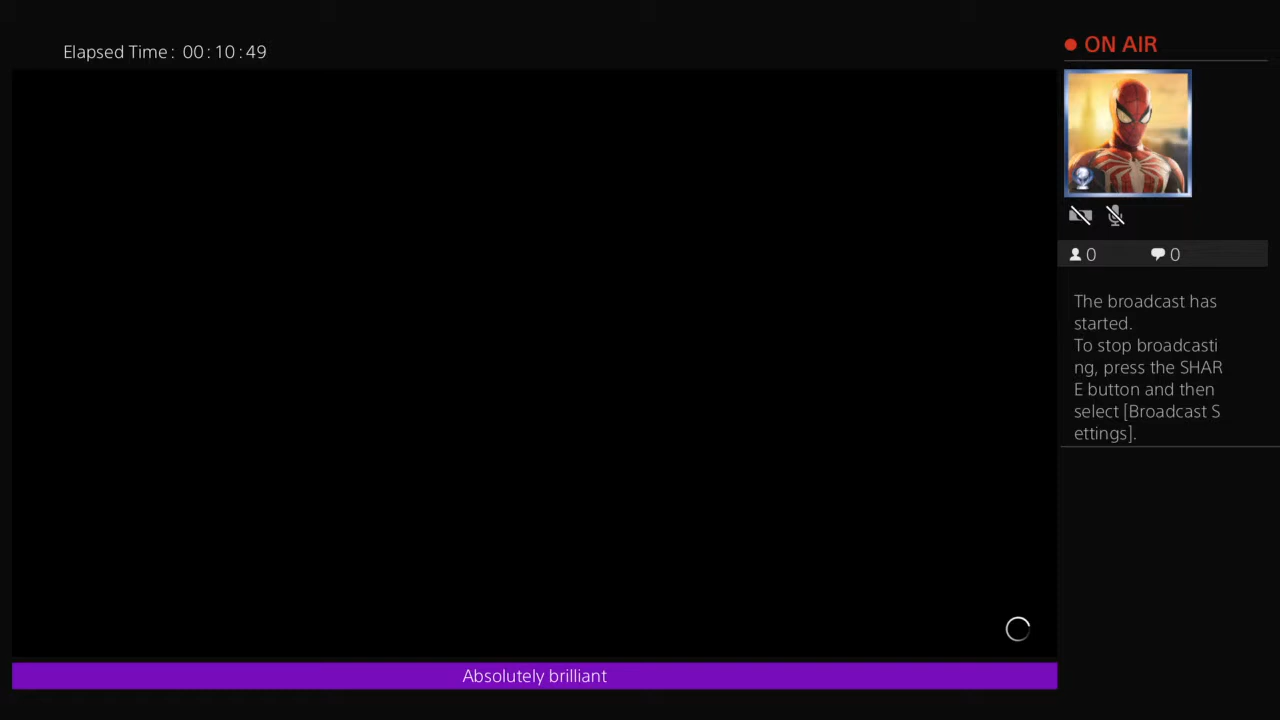 Elapsed Time: 00:10:49
ON AIR
0 0
The broadcast has
started.
To stop broadcasti
ng, press the SHAR
E button and then
select [Broadcast S
ettings].
Absolutely brilliant